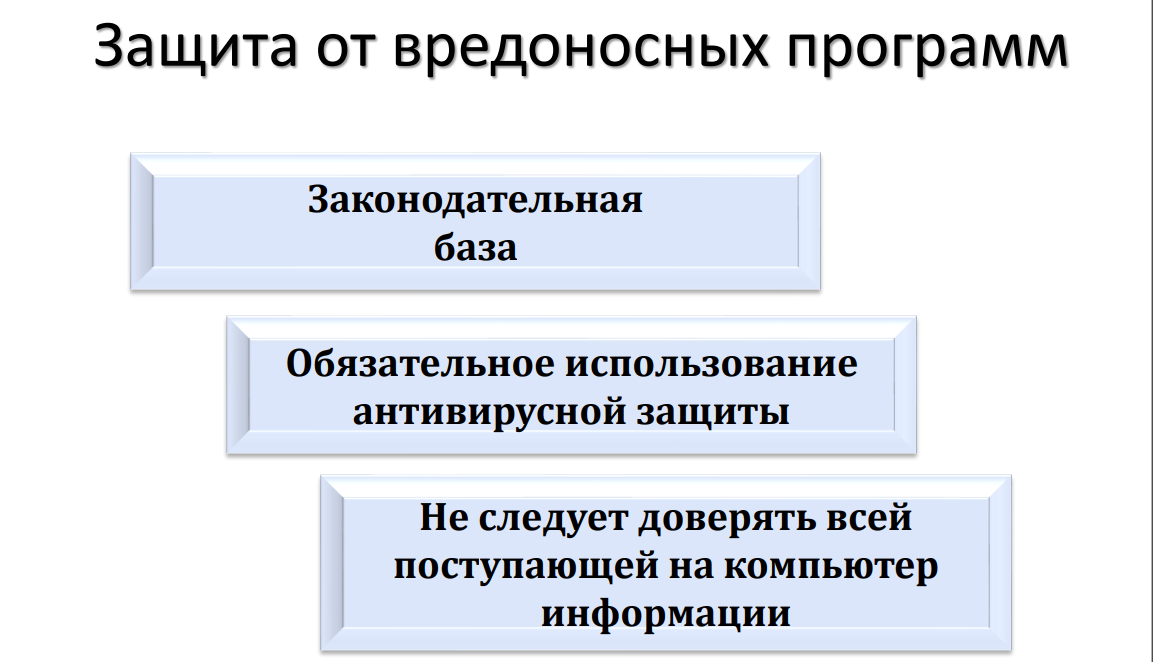 Защита от вредоносных программ
Законодательная
база
Обязательное использование
антивирусной защиты
Не следует доверять всей
поступающей на компьютер
информации